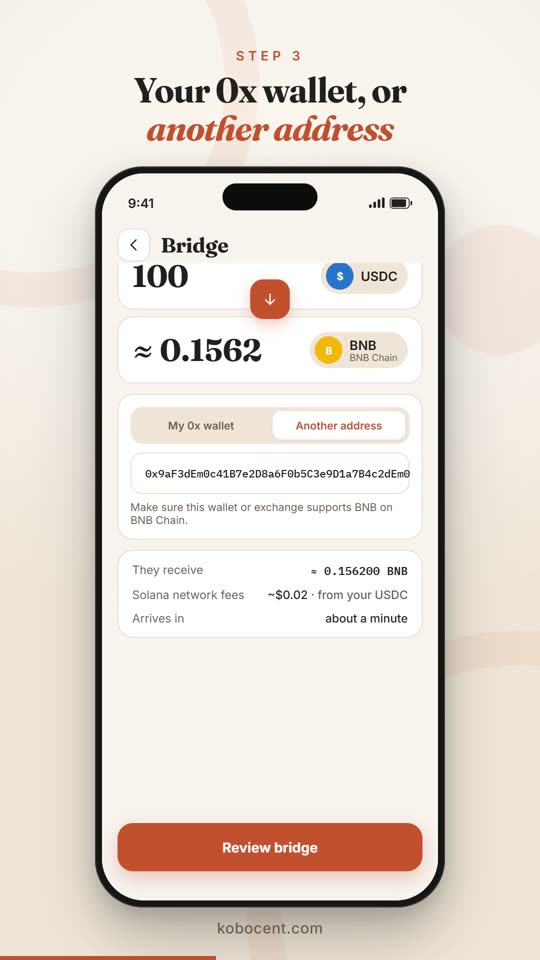 STEP 3
Your 0x wallet, or
another address
9:41
Bridge
100
$
USDC
≈ 0.1562
B
BNB
BNB Chain
My 0x wallet
Another address
0x9aF3dEm0c41B7e2D8a6F0b5C3e9D1a7B4c2dEm0
Make sure this wallet or exchange supports BNB on
BNB Chain.
They receive
≈ 0.156200 BNB
Solana network fees
~$0.02 · from your USDC
Arrives in
about a minute
Review bridge
kobocent.com